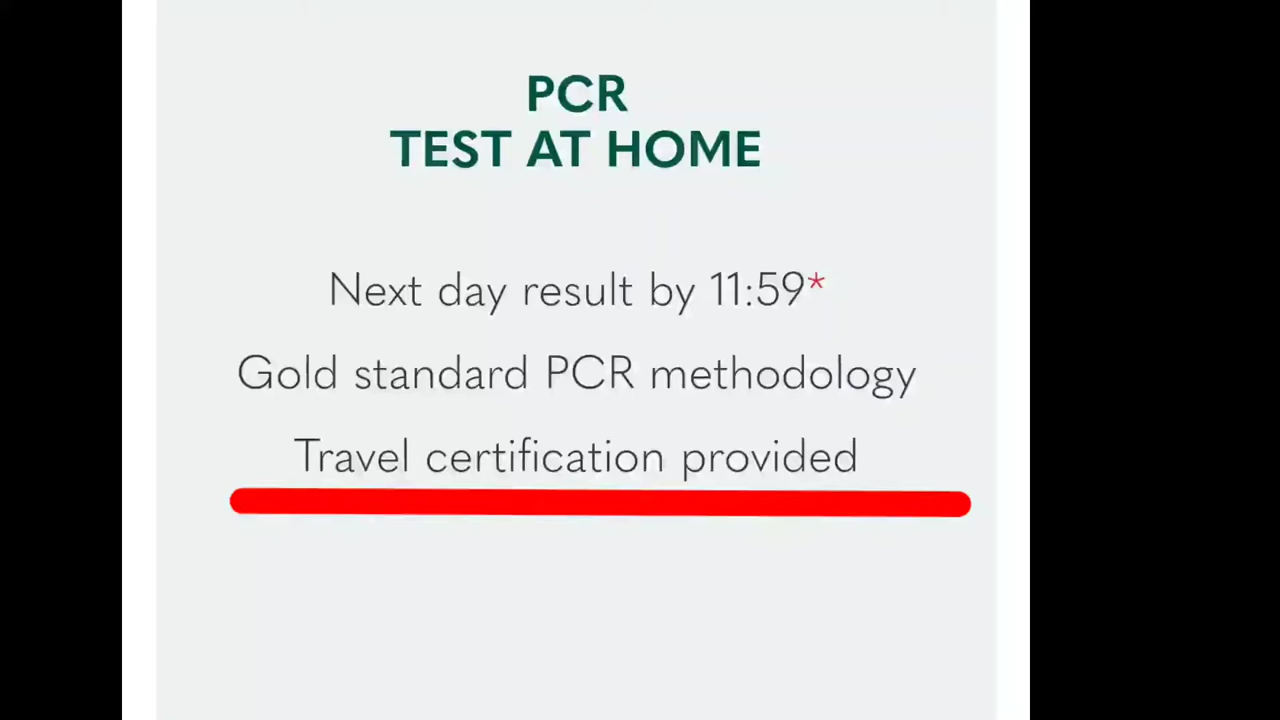 PCR
TEST AT HOME
Next day result by 11:59*
Gold standard PCR methodology
Travel certification provided